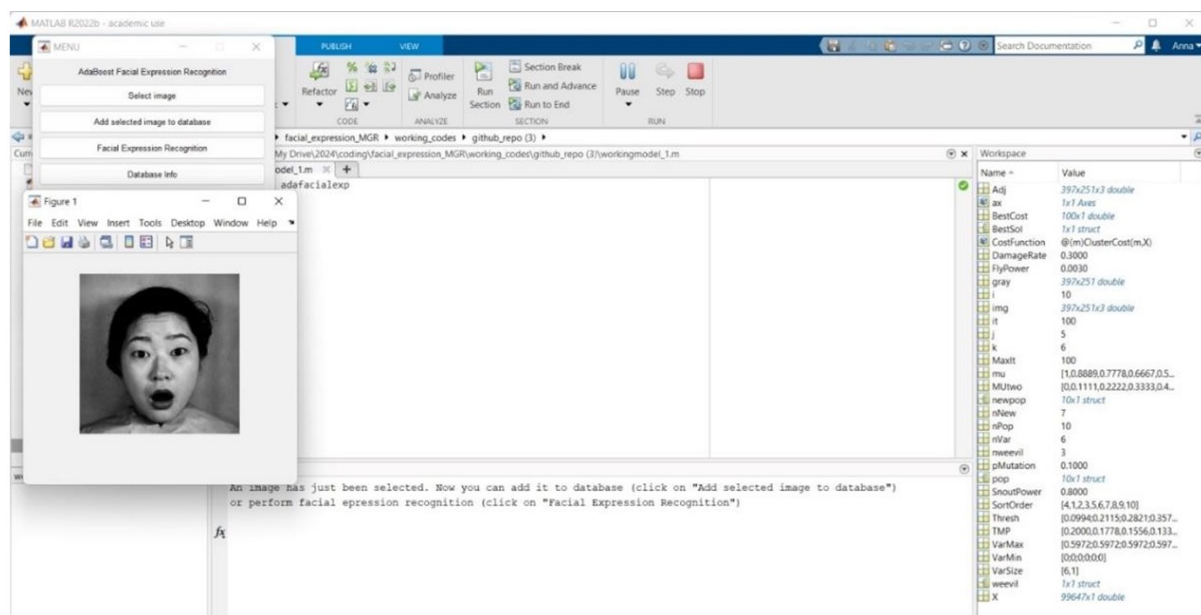 MATLAB R2022b - academic use
MENU
AdaBoost Facial Expression Recognition
Select image
Add selected image to database
Facial Expression Recognition
Database Info
PUBLISH VIEW
Search Documentation
Anna
Refactor
Profiler
Analyze
Run
Section
Section Break
Run and Advance
Run to End
Pause Step Stop
CODE ANALYZE SECTION RUN
facial_expression_MGR working_codes github_repo (3)
My Drive\2024\coding\facial_expression_MGR\working_codes\github_repo (3)\workingmodel_1.m
odel_1.m
adafacialexp
Figure 1
File Edit View Insert Tools Desktop Window Help
An image has just been selected. Now you can add it to database (click on "Add selected image to database")
or perform facial epression recognition (click on "Facial Expression Recognition")
fx
Workspace
Name Value
Adj 397x251x3 double
ax 1x1 Axes
BestCost 100x1 double
BestSol 1x1 struct
CostFunction @(m)ClusterCost(m,X)
DamageRate 0.3000
FlyPower 0.0030
gray 397x251 double
i 10
img 397x251x3 double
it 100
j 5
k 6
MaxIt 100
mu [1,0.8889,0.7778,0.6667,0.5...
MUtwo [0,0.1111,0.2222,0.3333,0.4...
newpop 10x1 struct
nNew 7
nPop 10
nVar 6
nweevil 3
pMutation 0.1000
pop 10x1 struct
SnoutPower 0.8000
SortOrder [4,1,2,3,5,6,7,8,9,10]
Thresh [0.0994;0.2115;0.2821;0.357...
TMP [0.2000,0.1778,0.1556,0.133...
VarMax [0.5972;0.5972;0.5972;0.597...
VarMin [0;0;0;0;0;0]
VarSize [6,1]
weevil 1x1 struct
X 99647x1 double